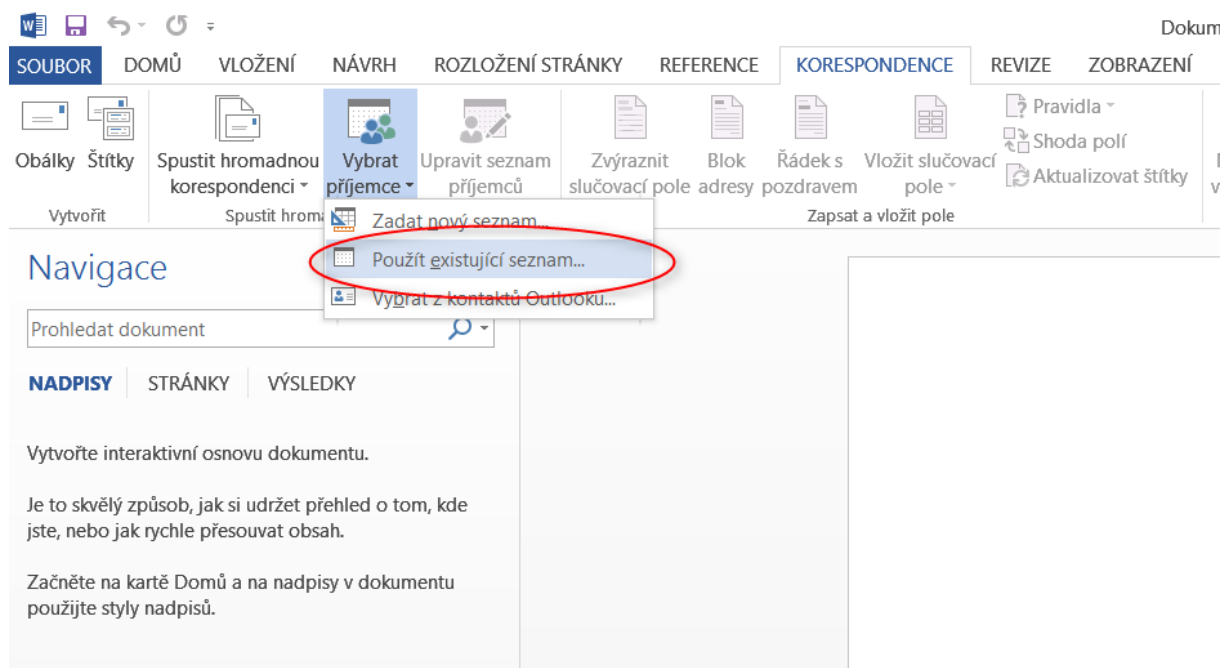 Dokum
SOUBOR DOMŮ VLOŽENÍ NÁVRH ROZLOŽENÍ STRÁNKY REFERENCE KORESPONDENCE REVIZE ZOBRAZENÍ
Obálky Štítky
Vytvořit
Spustit hromadnou
korespondenci
Spustit hrom
Vybrat
příjemce
Upravit seznam
příjemců
Zvýraznit
slučovací pole
Blok
adresy
Řádek s
pozdravem
Vložit slučovací
pole
Pravidla
Shoda polí
Aktualizovat štítky
Zapsat a vložit pole
Zadat nový seznam...
Použít existující seznam...
Vybrat z kontaktů Outlooku...
Navigace
Prohledat dokument
NADPISY STRÁNKY VÝSLEDKY
Vytvořte interaktivní osnovu dokumentu.
Je to skvělý způsob, jak si udržet přehled o tom, kde
jste, nebo jak rychle přesouvat obsah.
Začněte na kartě Domů a na nadpisy v dokumentu
použijte styly nadpisů.